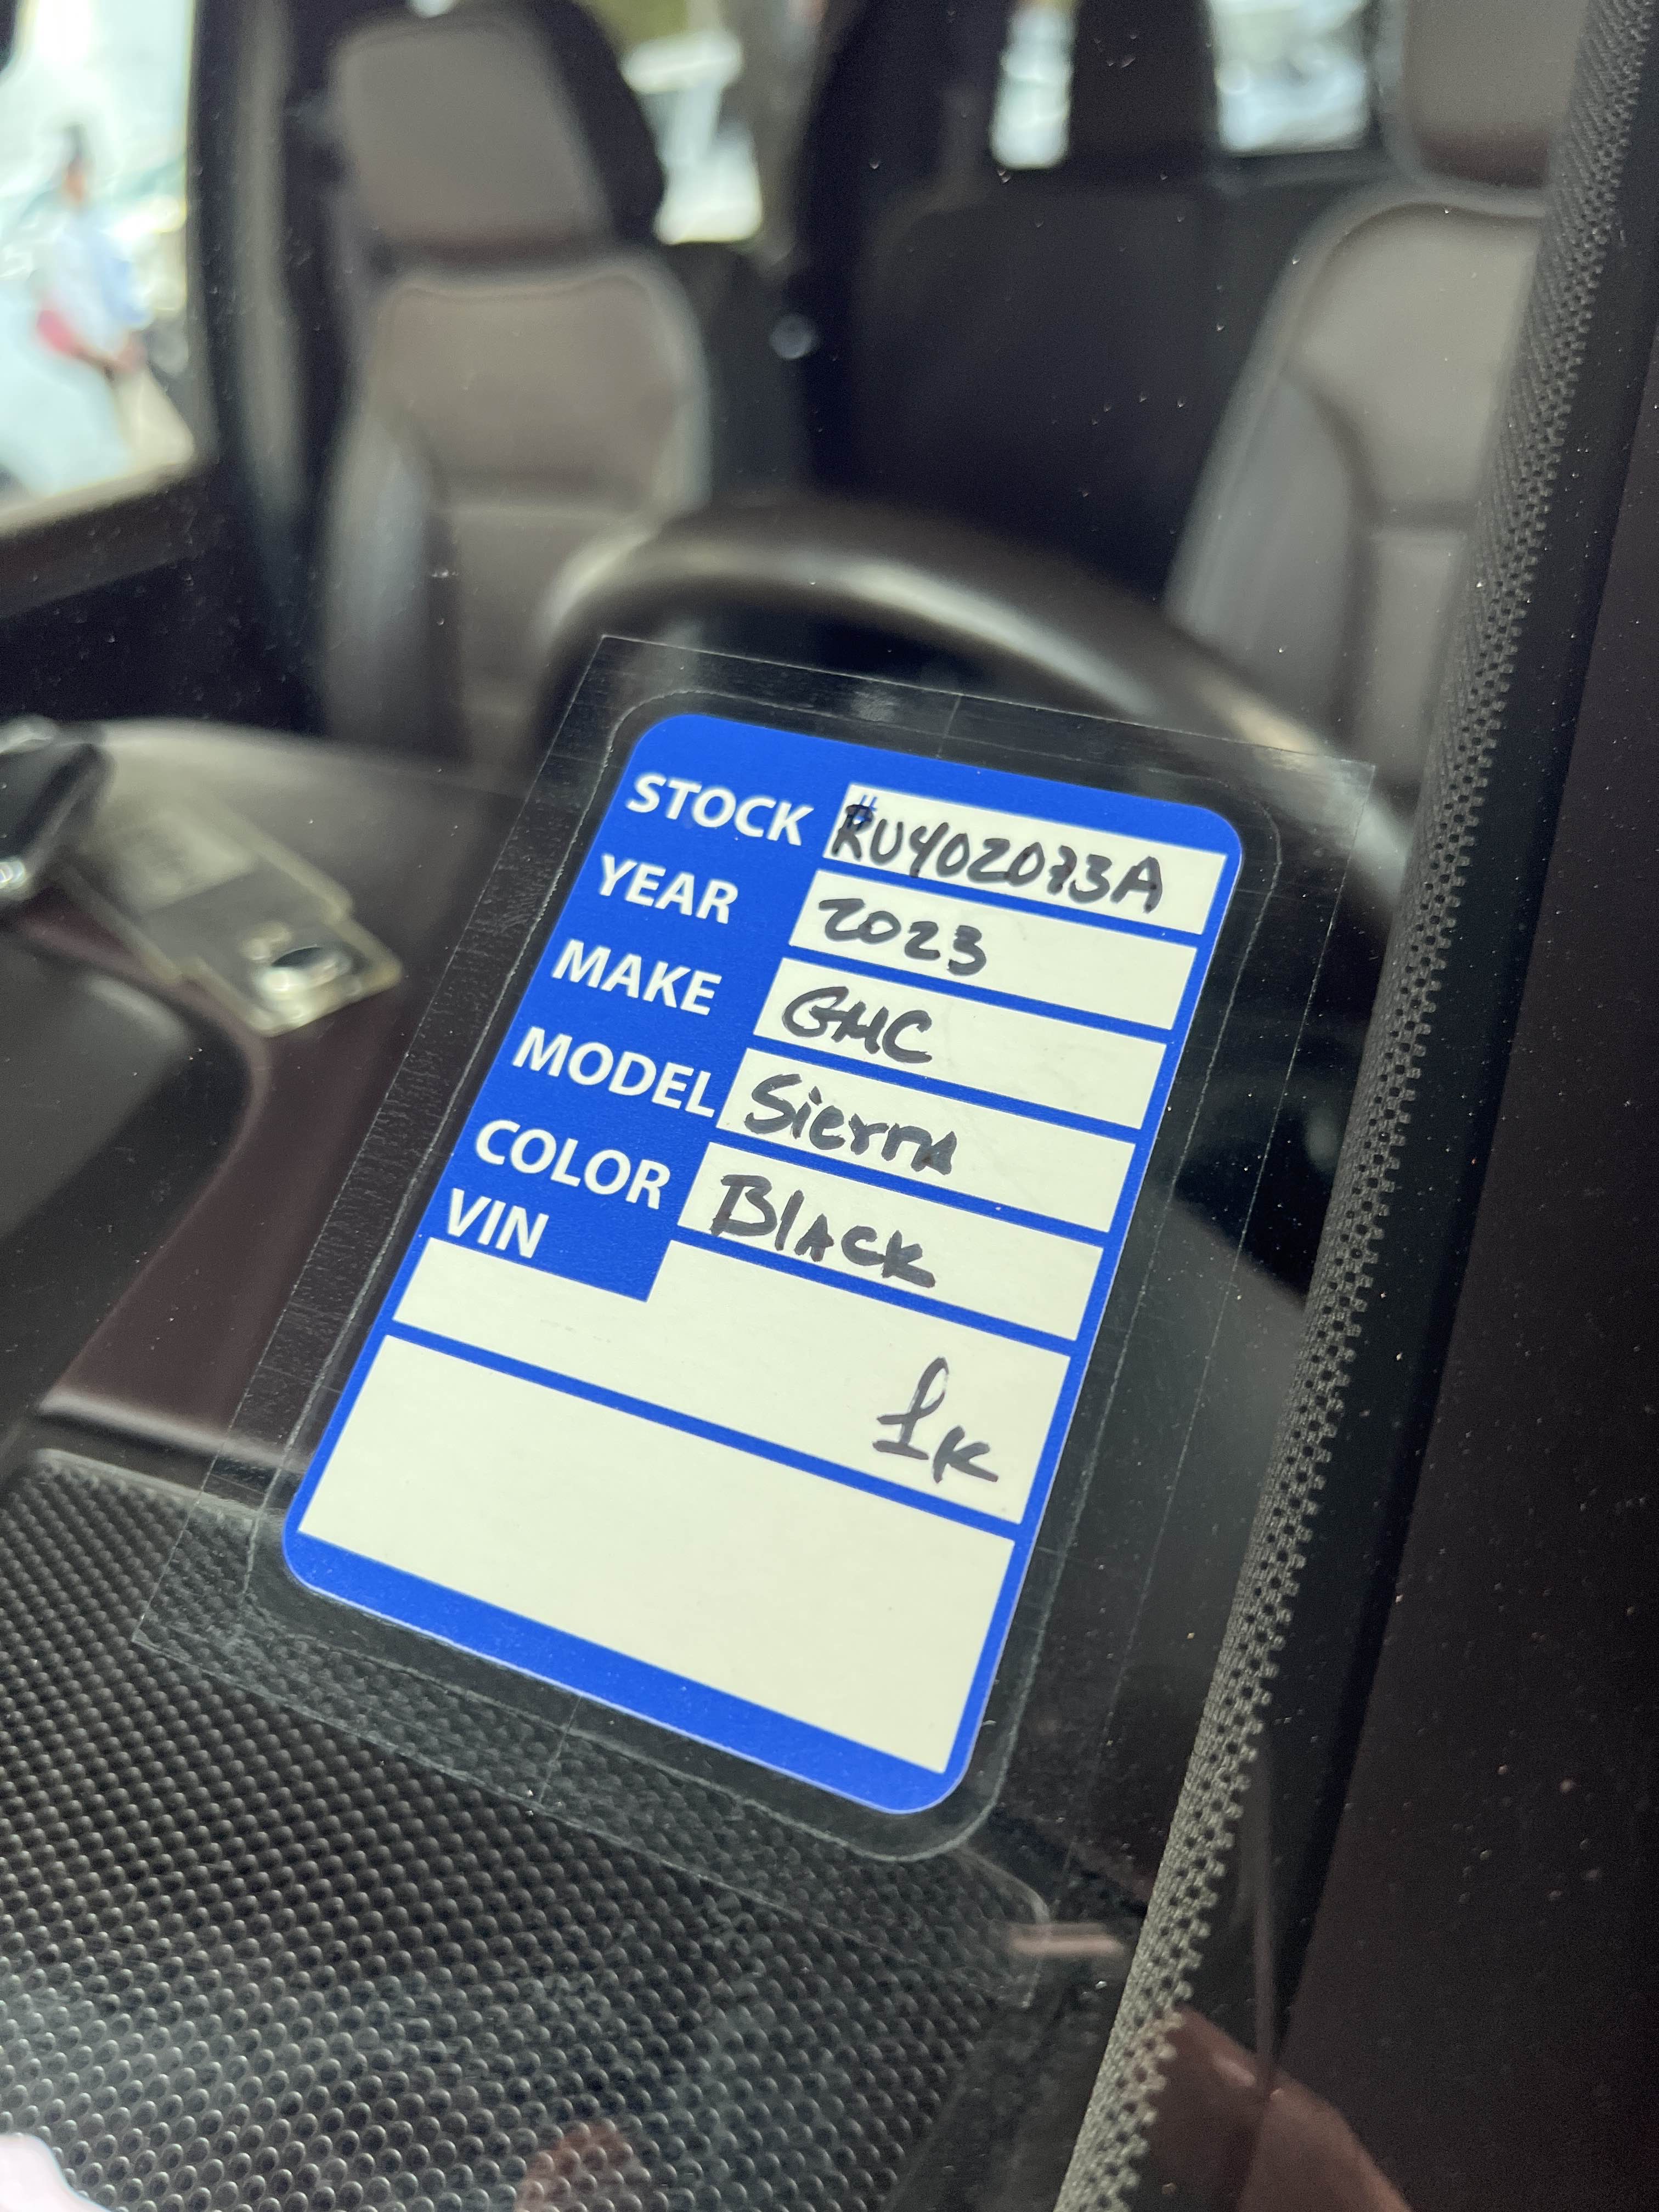 STOCK # RU402073A
YEAR 2023
MAKE GMC
MODEL Sierra
COLOR Black
VIN
1K